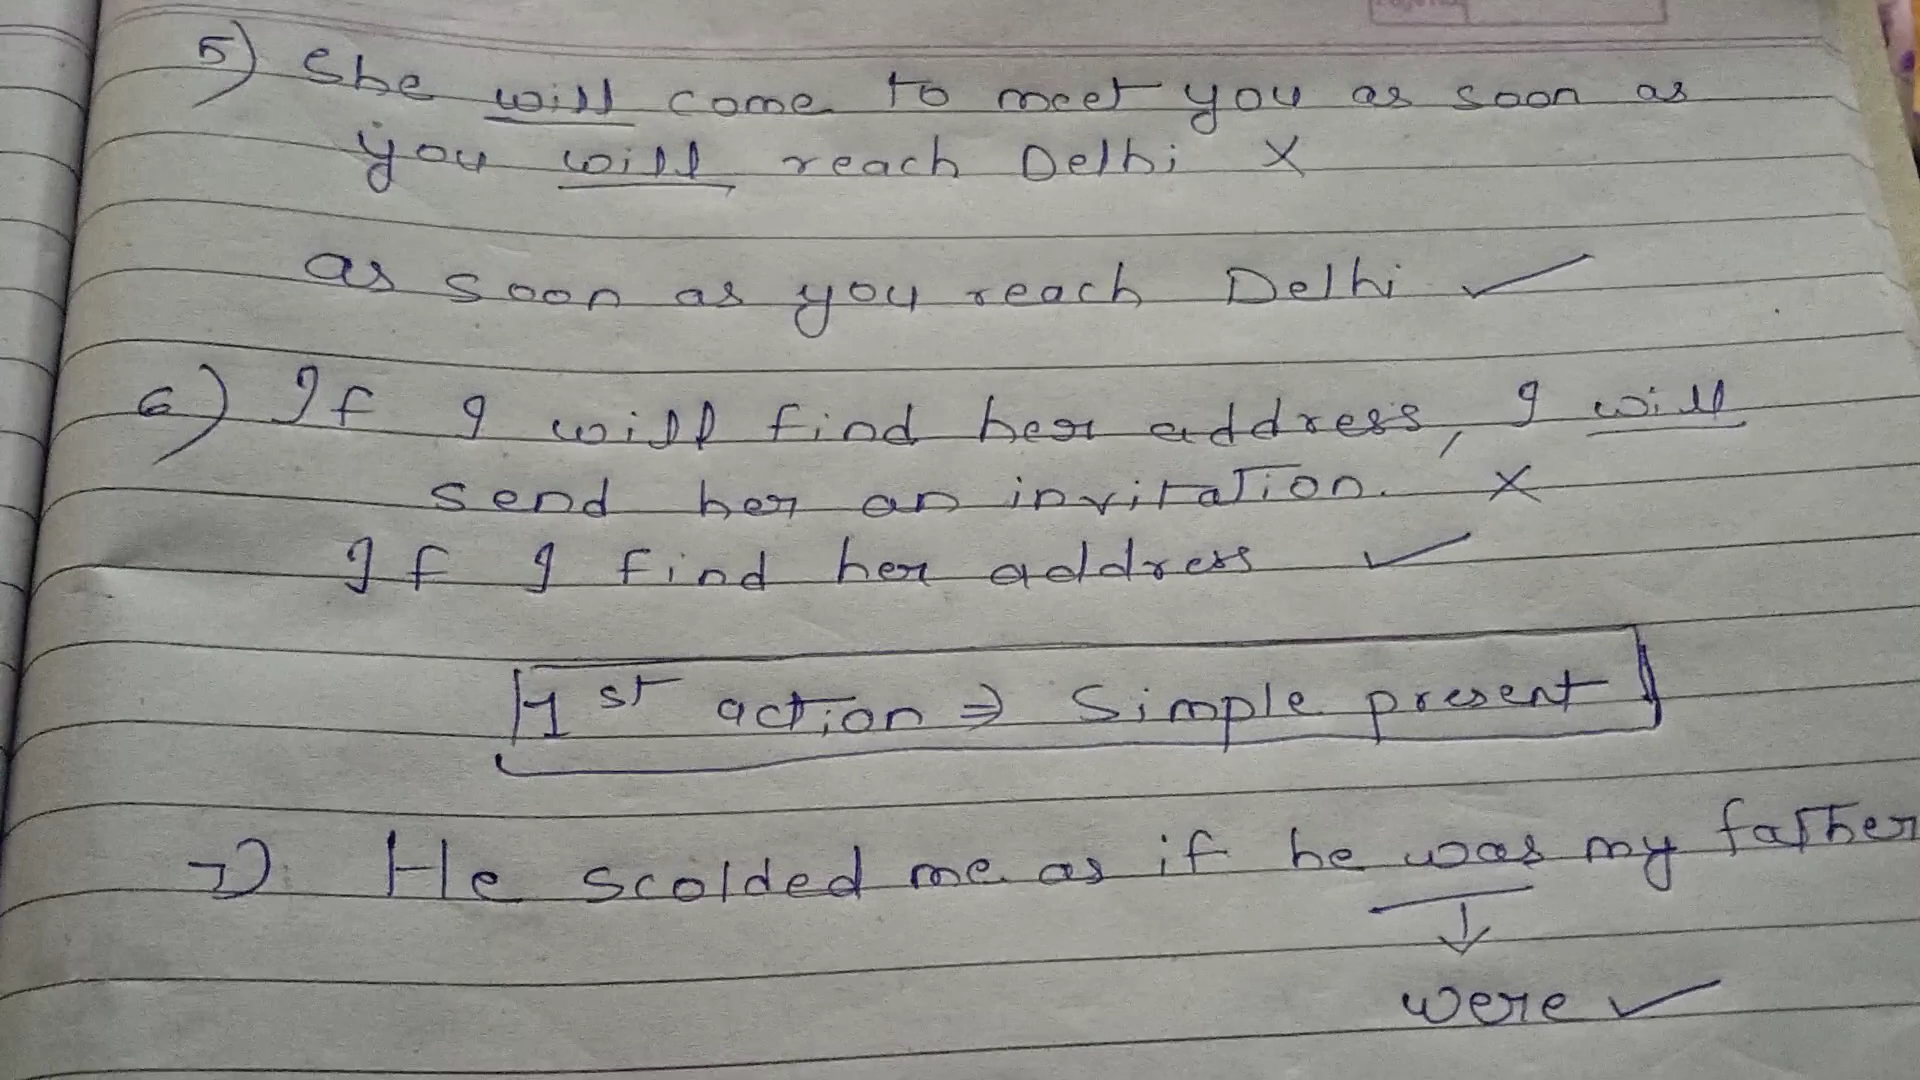 5) She will come to meet you as soon as
you will reach Delhi ×
as soon as you reach Delhi ✓
6) If I will find her address, I will
send her an invitation. ×
If I find her address ✓
1st action ⇒ Simple present
7) He scolded me as if he was my father
↓
were ✓